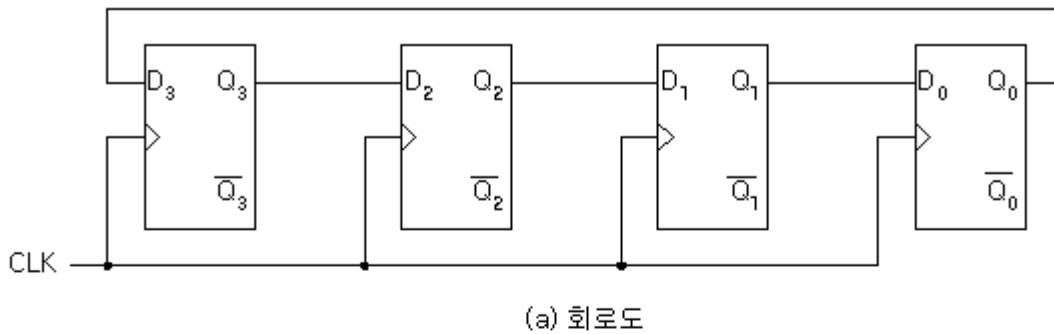 D₃ Q₃ D₂ Q₂ D₁ Q₁ D₀ Q₀
Q̅₃ Q̅₂ Q̅₁ Q̅₀
CLK
(a) 회로도